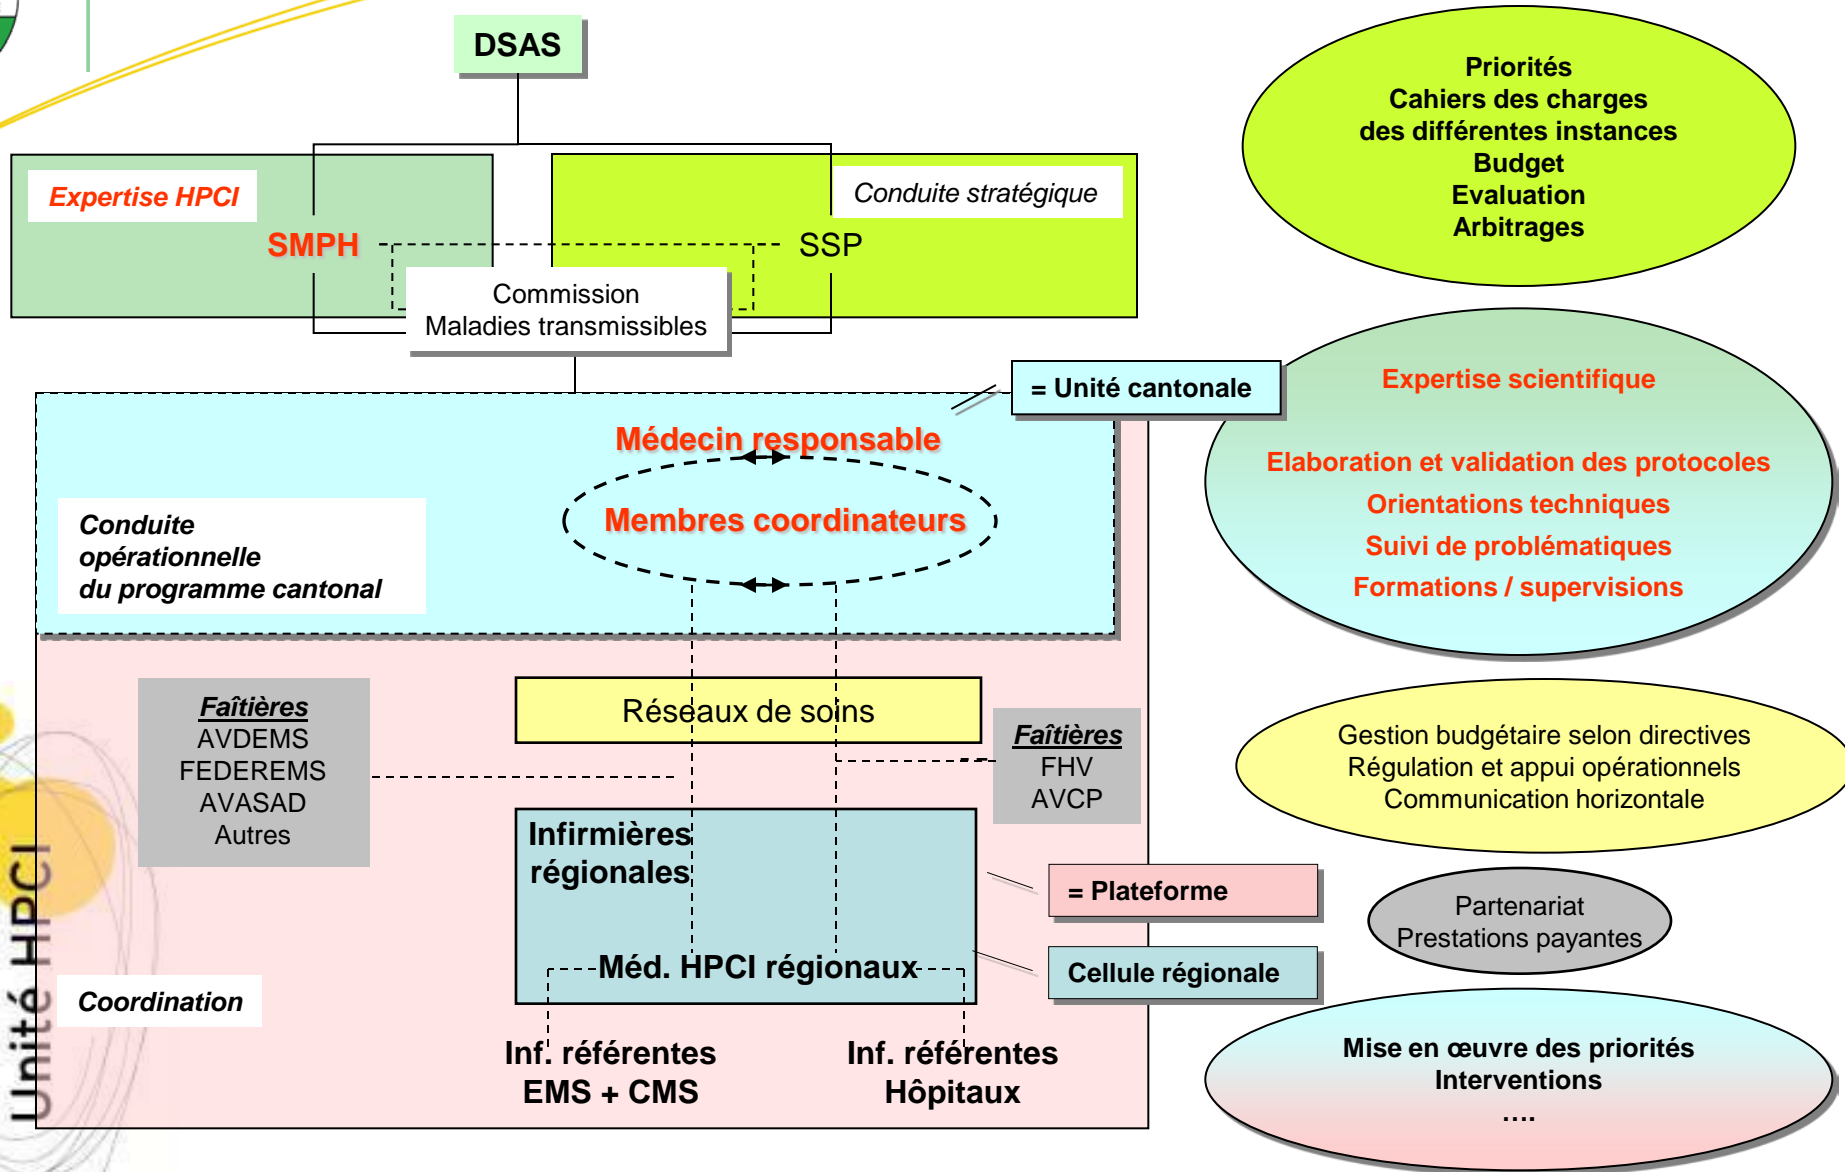 DSAS
Expertise HPCI
SMPH
Conduite stratégique
SSP
Commission
Maladies transmissibles
= Unité cantonale
Médecin responsable
Membres coordinateurs
Conduite
opérationnelle
du programme cantonal
Faîtières
AVDEMS
FEDEREMS
AVASAD
Autres
Réseaux de soins
Faîtières
FHV
AVCP
Infirmières
régionales
Méd. HPCI régionaux
= Plateforme
Cellule régionale
Coordination
Inf. référentes
EMS + CMS
Inf. référentes
Hôpitaux
Unité HPCI
Priorités
Cahiers des charges
des différentes instances
Budget
Evaluation
Arbitrages
Expertise scientifique
Elaboration et validation des protocoles
Orientations techniques
Suivi de problématiques
Formations / supervisions
Gestion budgétaire selon directives
Régulation et appui opérationnels
Communication horizontale
Partenariat
Prestations payantes
Mise en œuvre des priorités
Interventions
….